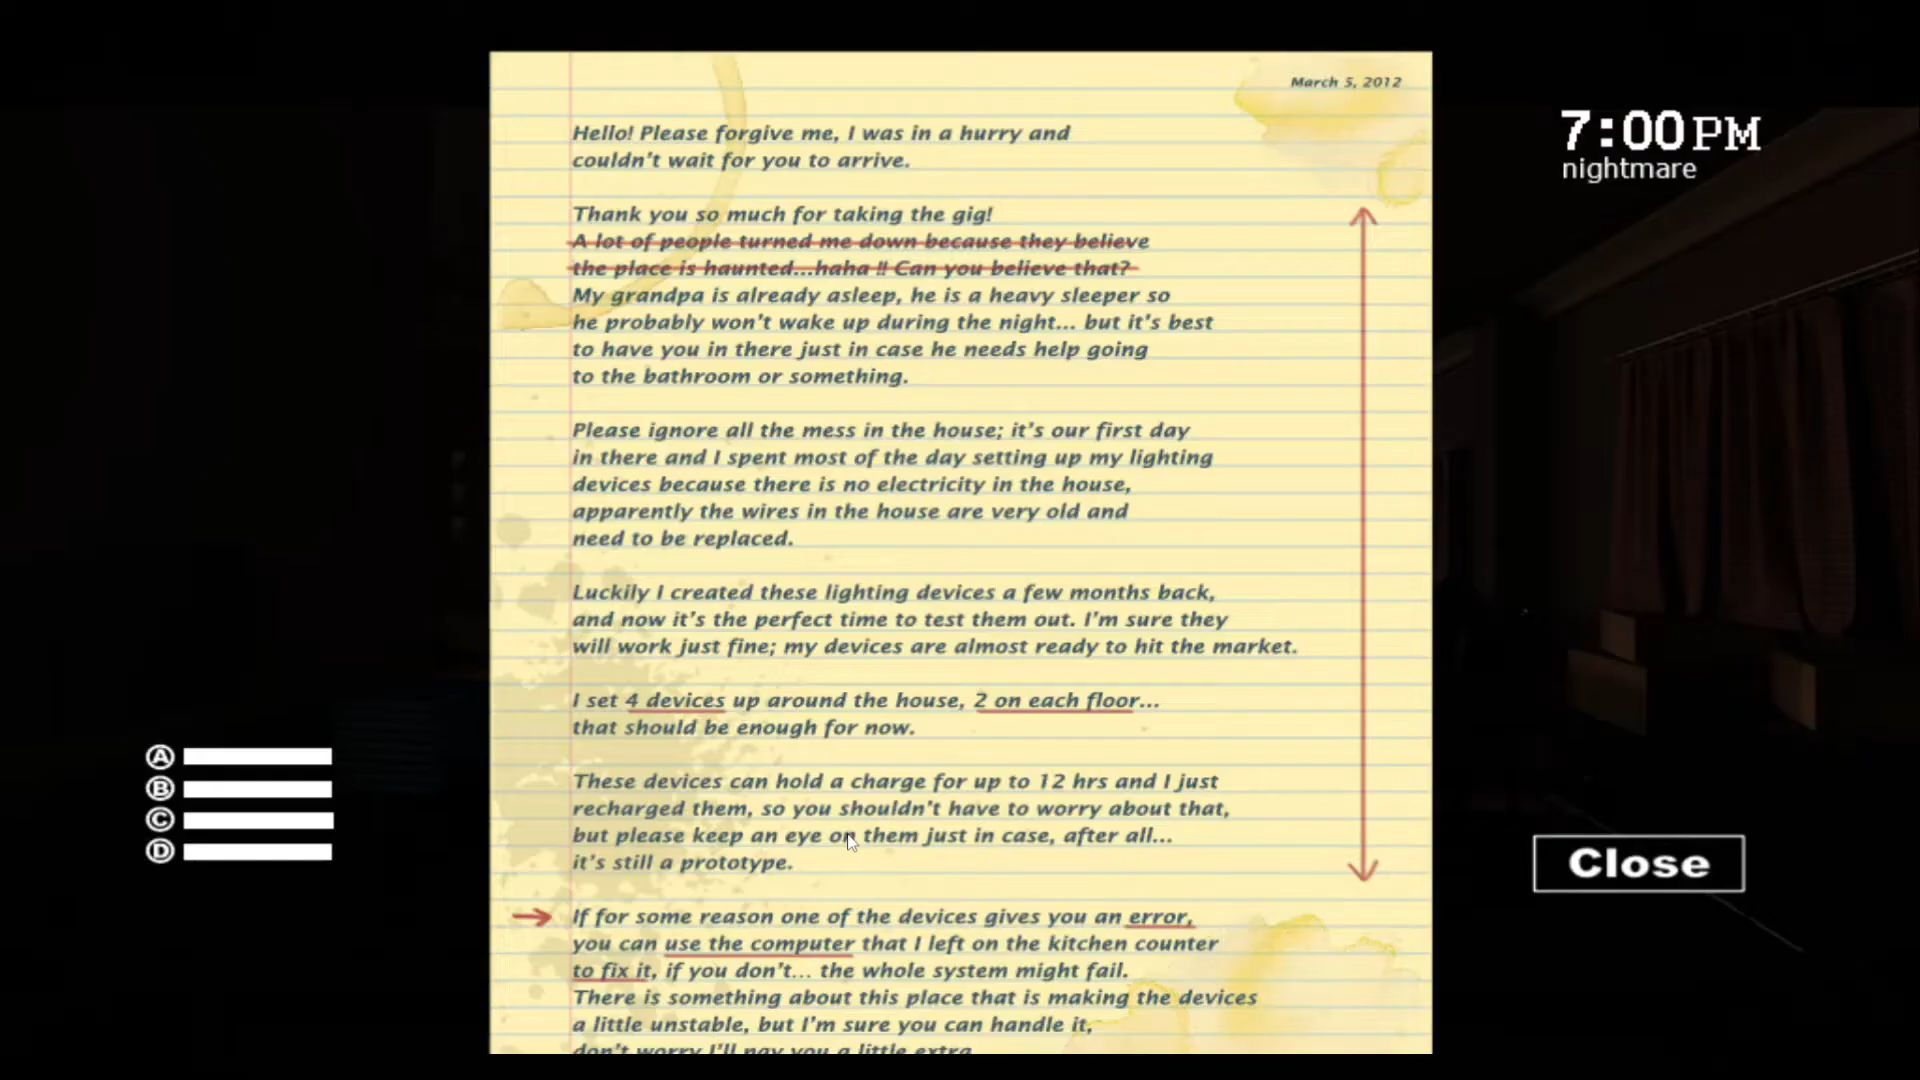 March 5, 2012
7:00 PM
nightmare
Hello! Please forgive me, I was in a hurry and
couldn't wait for you to arrive.
Thank you so much for taking the gig!
A lot of people turned me down because they believe
the place is haunted...haha !! Can you believe that?
My grandpa is already asleep, he is a heavy sleeper so
he probably won't wake up during the night... but it's best
to have you in there just in case he needs help going
to the bathroom or something.
Please ignore all the mess in the house; it's our first day
in there and I spent most of the day setting up my lighting
devices because there is no electricity in the house,
apparently the wires in the house are very old and
need to be replaced.
Luckily I created these lighting devices a few months back,
and now it's the perfect time to test them out. I'm sure they
will work just fine; my devices are almost ready to hit the market.
I set 4 devices up around the house, 2 on each floor...
that should be enough for now.
These devices can hold a charge for up to 12 hrs and I just
recharged them, so you shouldn't have to worry about that,
but please keep an eye on them just in case, after all...
it's still a prototype.
If for some reason one of the devices gives you an error,
you can use the computer that I left on the kitchen counter
to fix it, if you don't... the whole system might fail.
There is something about this place that is making the devices
a little unstable, but I'm sure you can handle it,
don't worry I'll pay you a little extra
A
B
C
D
Close